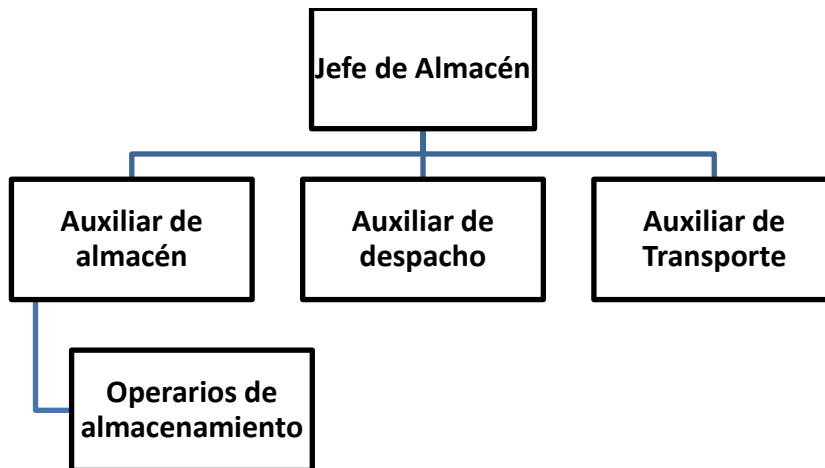 Jefe de Almacén
Auxiliar de
almacén
Auxiliar de
despacho
Auxiliar de
Transporte
Operarios de
almacenamiento